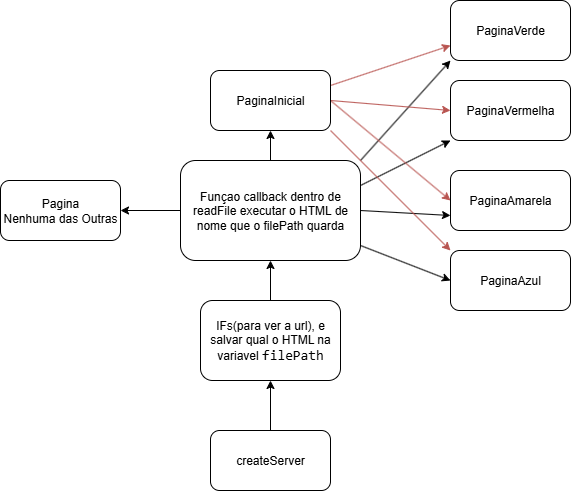 PaginaVerde
PaginaInicial
PaginaVermelha
Pagina
Nenhuma das Outras
Funçao callback dentro de
readFile executar o HTML de
nome que o filePath quarda
PaginaAmarela
PaginaAzul
IFs(para ver a url), e
salvar qual o HTML na
variavel filePath
createServer